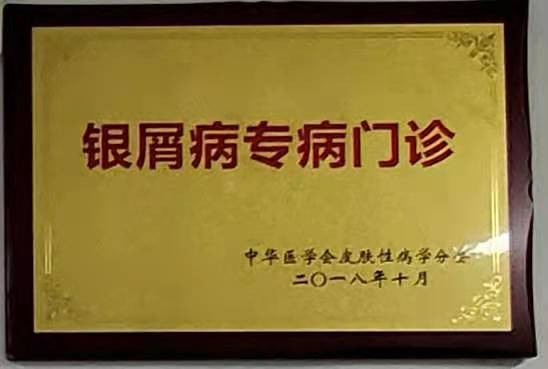 银屑病专病门诊
中华医学会皮肤性病学分会
二〇一八年十月